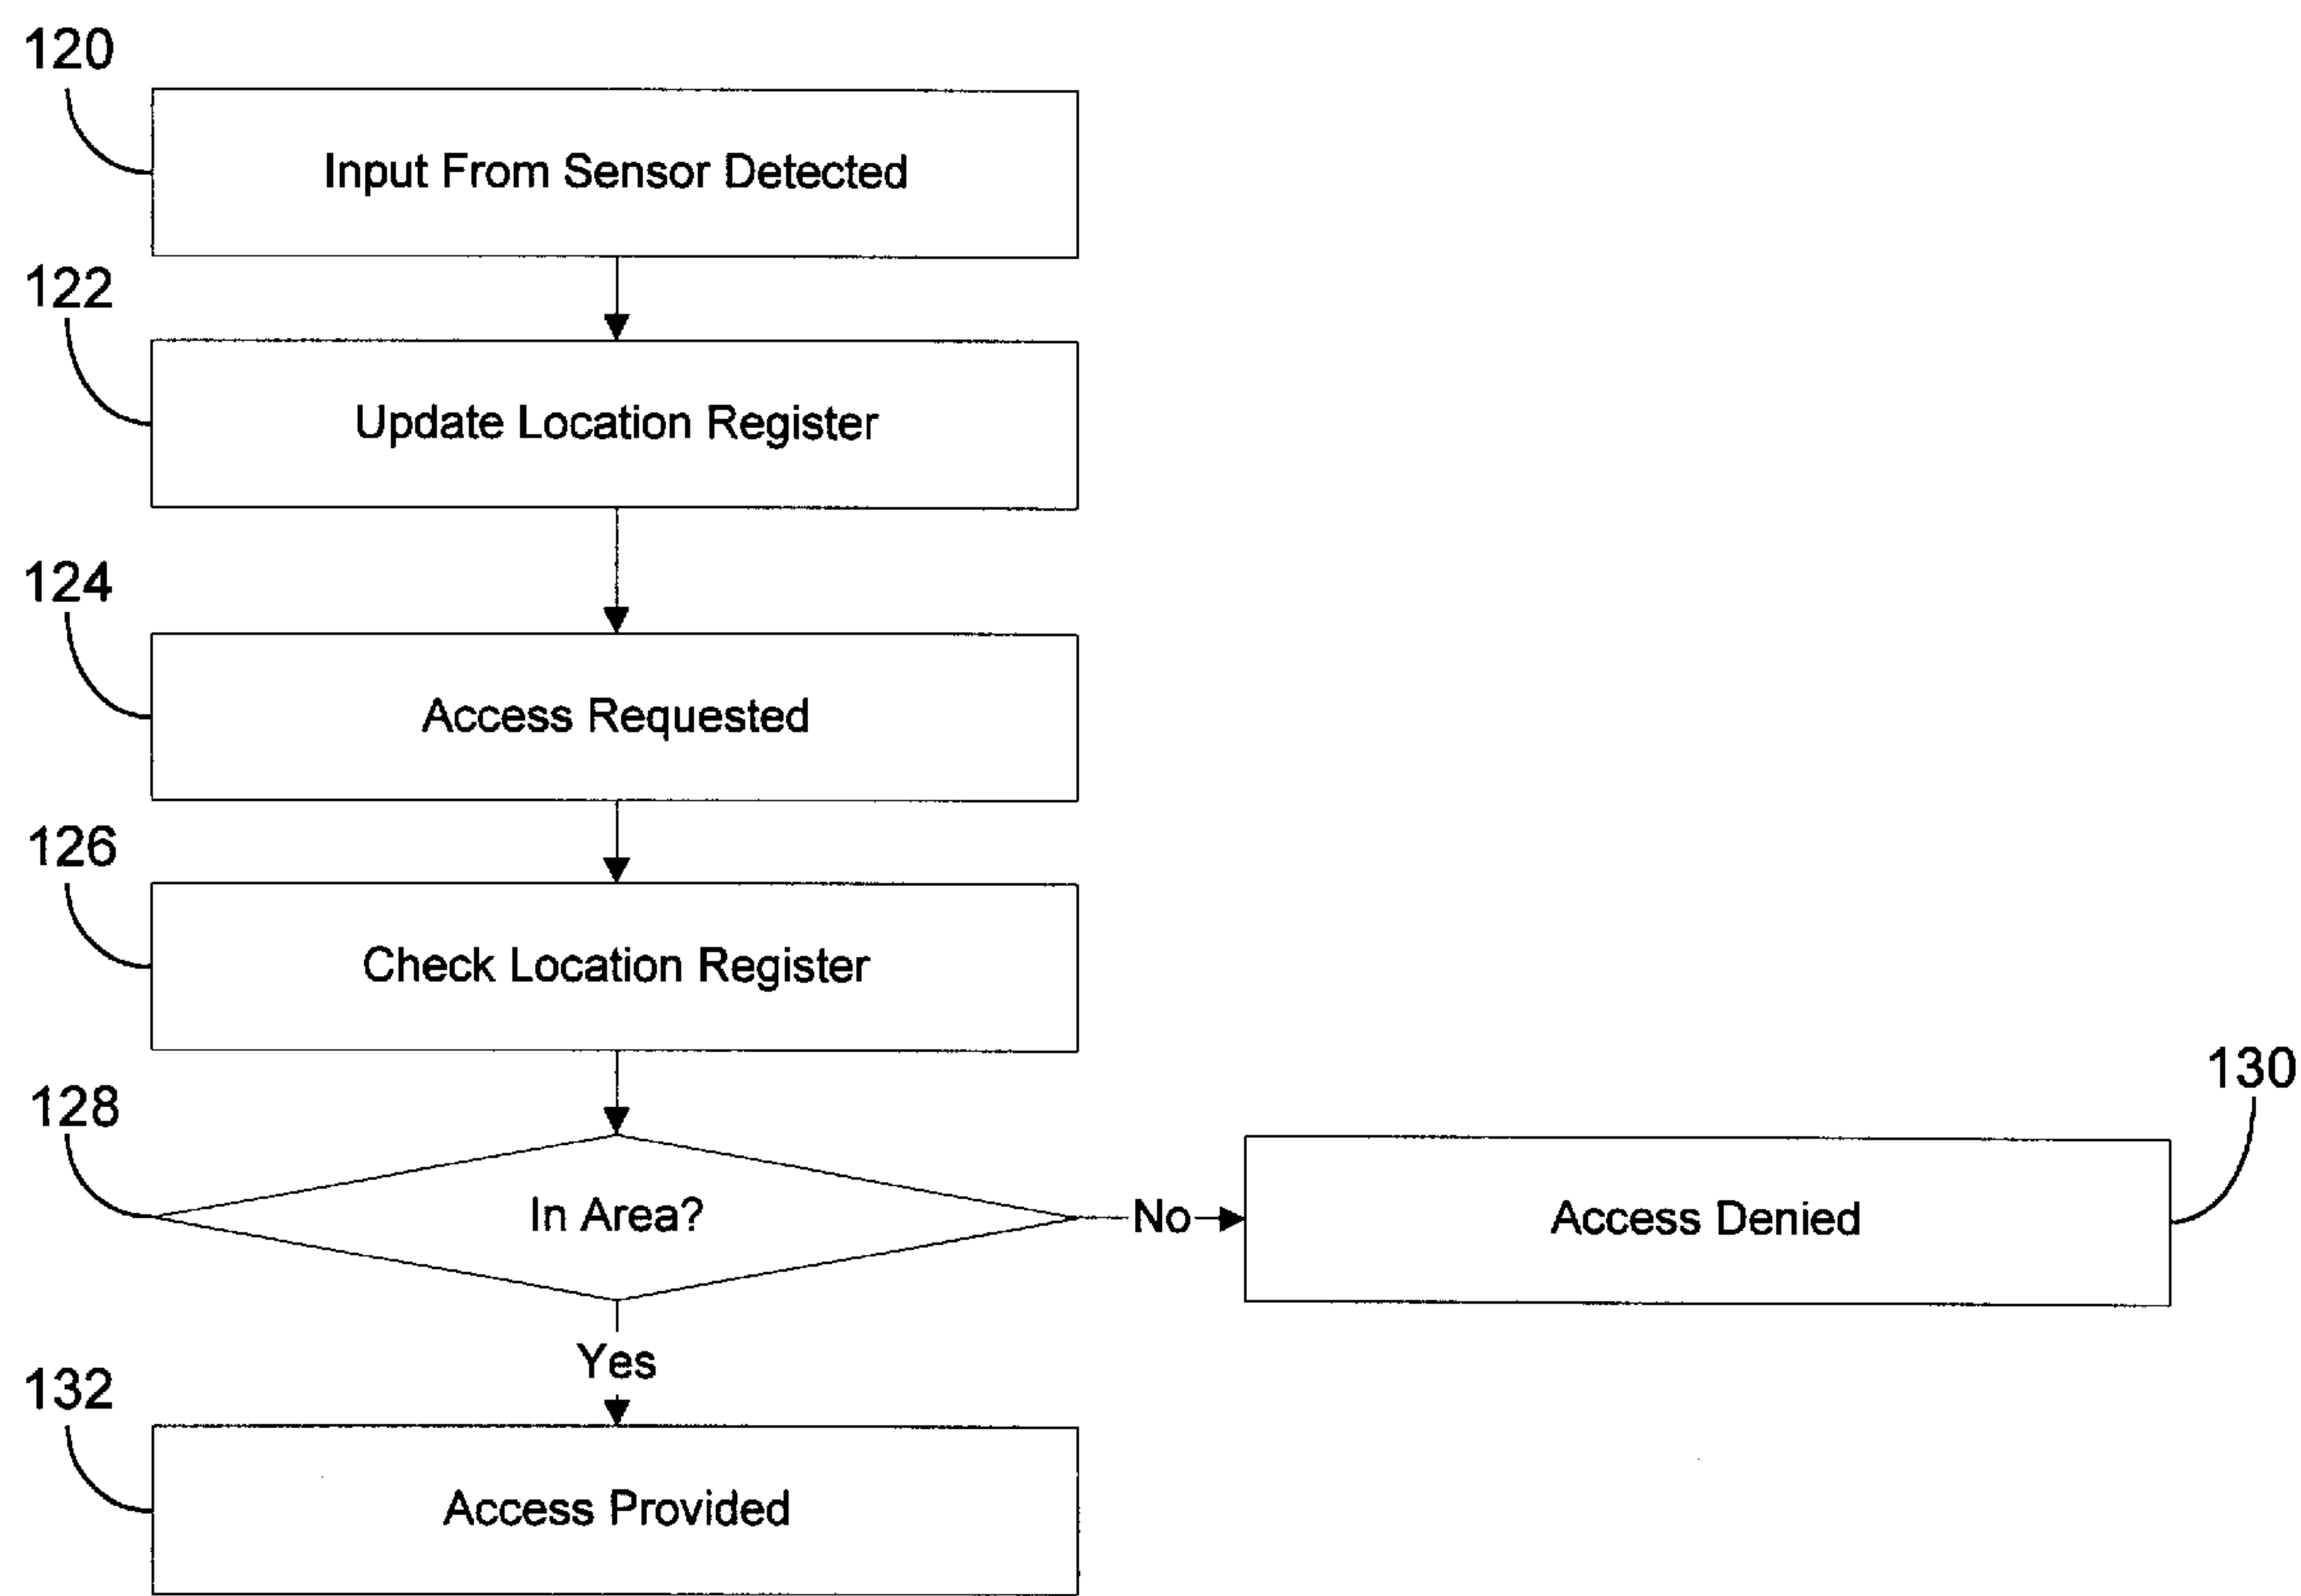 120
Input From Sensor Detected
122
Update Location Register
124
Access Requested
126
Check Location Register
128
In Area?
No
130
Access Denied
Yes
132
Access Provided